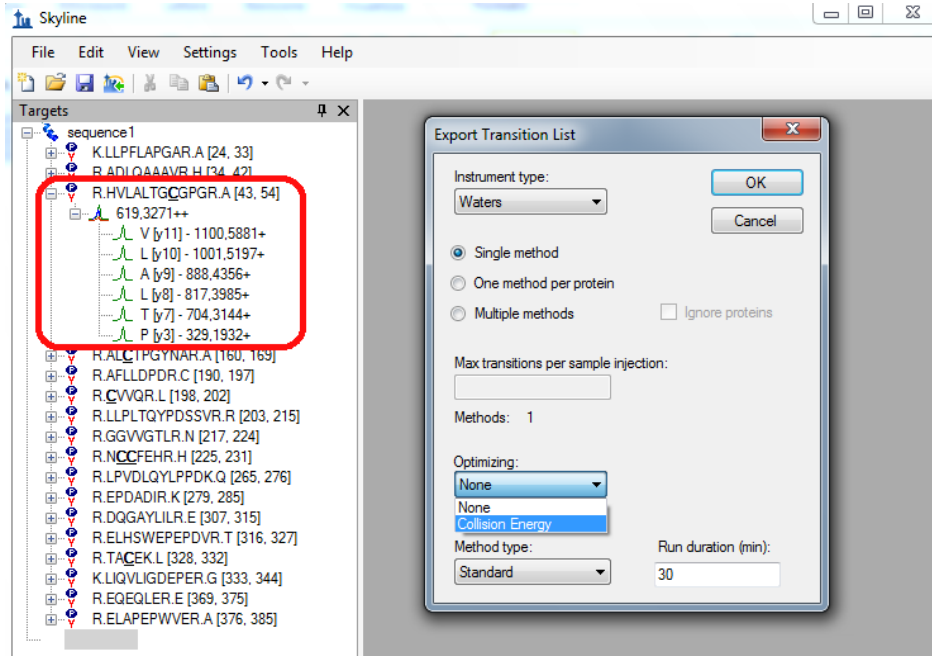 Skyline
File Edit View Settings Tools Help
Targets
sequence1
K.LLPFLAPGAR.A [24, 33]
R.ADLQAAAVR.H [34, 42]
R.HVLALTGCGPGR.A [43, 54]
619,3271++
V [y11] - 1100,5881+
L [y10] - 1001,5197+
A [y9] - 888,4356+
L [y8] - 817,3985+
T [y7] - 704,3144+
P [y3] - 329,1932+
R.ALCTPGYNAR.A [160, 169]
R.AFLLDPDR.C [190, 197]
R.CVVQR.L [198, 202]
R.LLPLTQYPDSSVR.R [203, 215]
R.GGVVGTLR.N [217, 224]
R.NCCFEHR.H [225, 231]
R.LPVDLQYLPPDK.Q [265, 276]
R.EPDADIR.K [279, 285]
R.DQGAYLILR.E [307, 315]
R.ELHSWEPEPDVR.T [316, 327]
R.TACEK.L [328, 332]
K.LIQVLIGDEPER.G [333, 344]
R.EQEQLER.E [369, 375]
R.ELAPEPWVER.A [376, 385]
Export Transition List
Instrument type:
Waters
OK
Cancel
Single method
One method per protein
Multiple methods
Ignore proteins
Max transitions per sample injection:
Methods: 1
Optimizing:
None
None
Collision Energy
Method type:
Standard
Run duration (min):
30